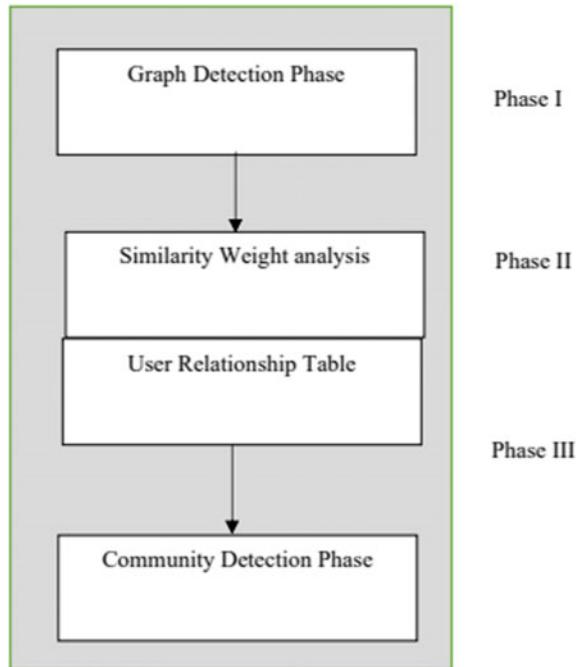 Graph Detection Phase
Phase I
Similarity Weight analysis
Phase II
User Relationship Table
Phase III
Community Detection Phase